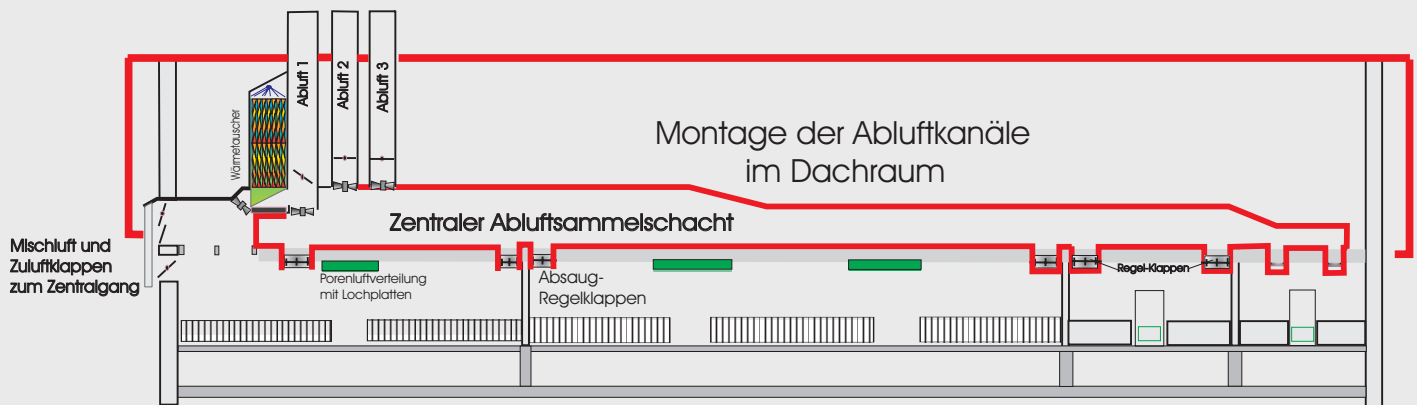 Abluft 1
Abluft 2
Abluft 3
Wärmetauscher
Montage der Abluftkanäle
im Dachraum
Zentraler Abluftsammelschacht
Mischluft und
Zuluftklappen
zum Zentralgang
Porenluftverteilung
mit Lochplatten
Absaug-
Regelklappen
Regel-Klappen